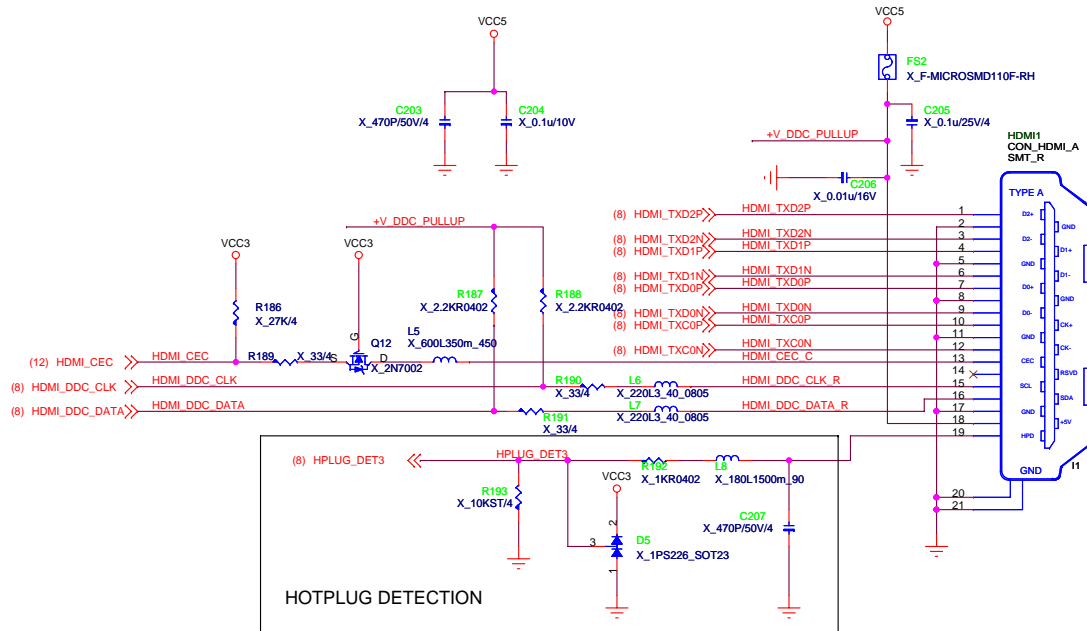 VCC5
C203
X_470P/50V/4
C204
X_0.1u/10V
VCC5
FS2
X_F-MICROSMD110F-RH
C205
X_0.1u/25V/4
+V_DDC_PULLUP
C206
X_0.01u/16V
HDMI1
CON_HDMI_A
SMT_R
TYPE A
+V_DDC_PULLUP
VCC3
VCC3
R186
X_27K/4
R187
X_2.2KR0402
R188
X_2.2KR0402
(8) HDMI_TXD2P HDMI_TXD2P 1
2
(8) HDMI_TXD2N HDMI_TXD2N 3
(8) HDMI_TXD1P HDMI_TXD1P 4
5
(8) HDMI_TXD1N HDMI_TXD1N 6
(8) HDMI_TXD0P HDMI_TXD0P 7
8
(8) HDMI_TXD0N HDMI_TXD0N 9
(8) HDMI_TXC0P HDMI_TXC0P 10
11
(8) HDMI_TXC0N HDMI_TXC0N 12
HDMI_CEC_C 13
14
HDMI_DDC_CLK_R 15
HDMI_DDC_DATA_R 16
17
18
19
20
21
D2+
GND
D2-
D1+
GND
D1-
D0+
GND
D0-
CK+
GND
CK-
CEC
RSVD
SCL
SDA
GND
+5V
HPD
GND
I1
(12) HDMI_CEC HDMI_CEC
R189 X_33/4
S G D
Q12
X_2N7002
L5
X_600L350m_450
(8) HDMI_DDC_CLK HDMI_DDC_CLK
R190
X_33/4
L6
X_220L3_40_0805
(8) HDMI_DDC_DATA HDMI_DDC_DATA
R191
X_33/4
L7
X_220L3_40_0805
(8) HPLUG_DET3 HPLUG_DET3
R192
X_1KR0402
L8
X_180L1500m_90
R193
X_10KST/4
VCC3
2
3
1
D5
X_1PS226_SOT23
C207
X_470P/50V/4
HOTPLUG DETECTION